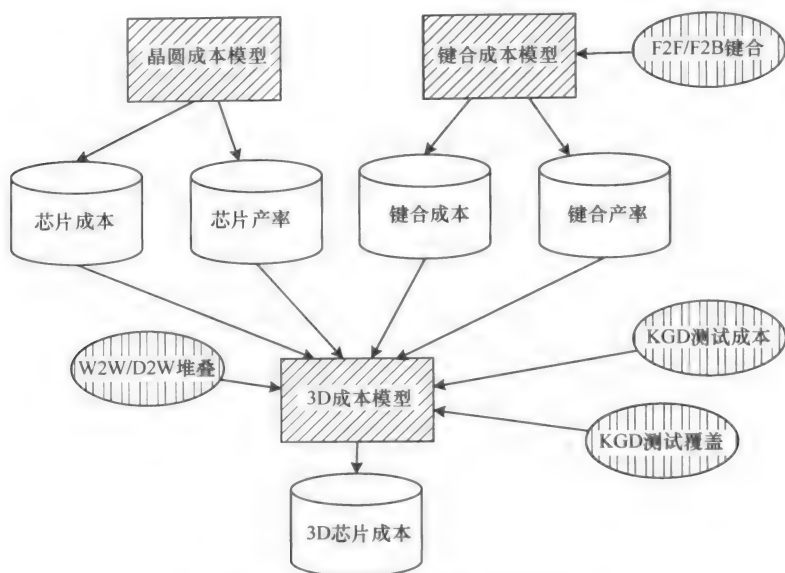 晶圆成本模型
键合成本模型
F2F/F2B键合
芯片成本
芯片产率
键合成本
键合产率
W2W/D2W堆叠
3D成本模型
KGD测试成本
KGD测试覆盖
3D芯片成本